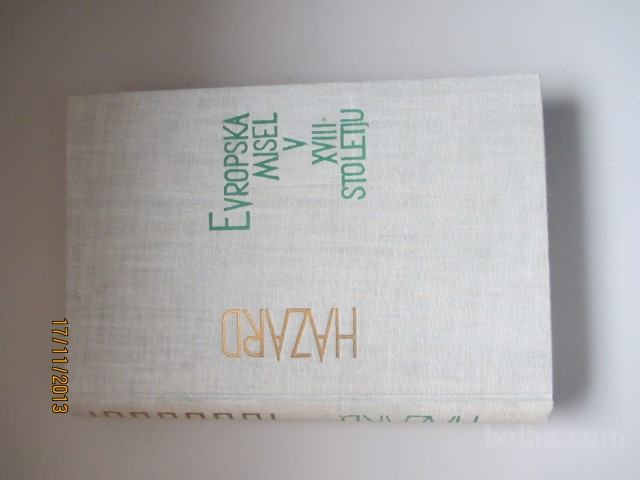 HAZARD
EVROPSKA
MISEL
V
XVIII.
STOLETJU
17/11/2013
bolha.com